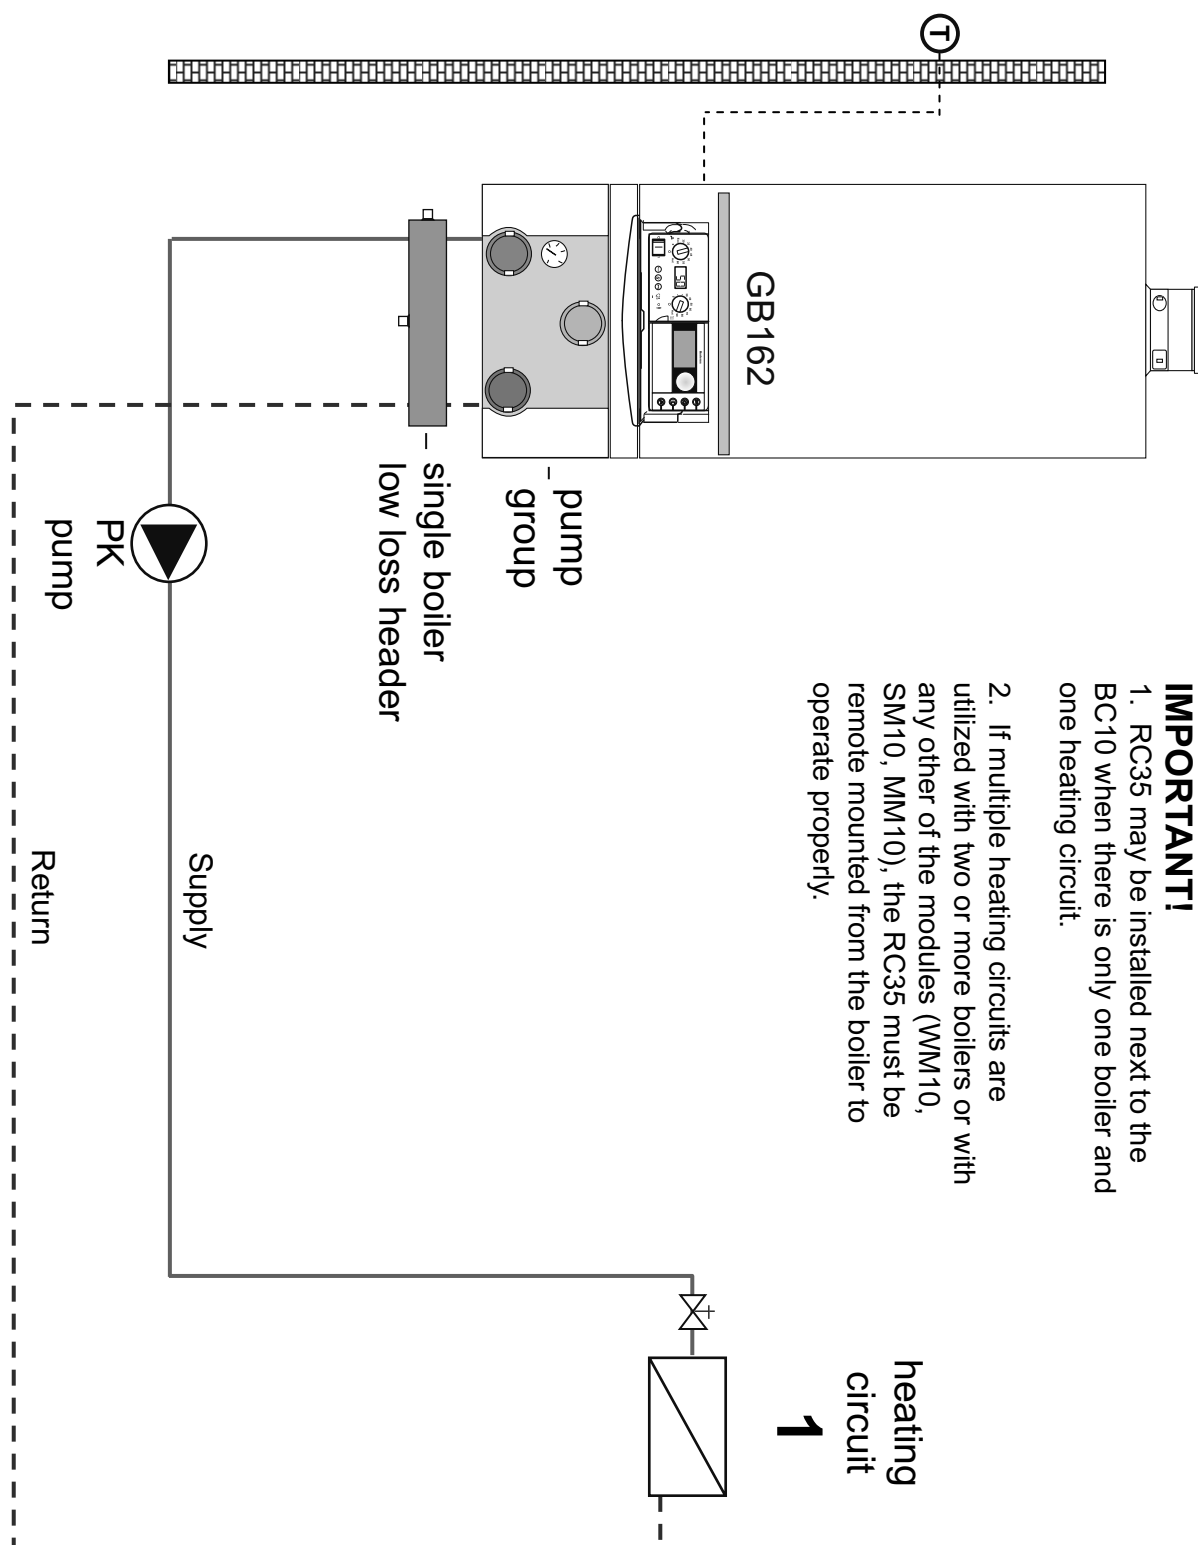 IMPORTANT!
1. RC35 may be installed next to the
BC10 when there is only one boiler and
one heating circuit.
2. If multiple heating circuits are
utilized with two or more boilers or with
any other of the modules (WM10,
SM10, MM10), the RC35 must be
remote mounted from the boiler to
operate properly.
T
GB162
pump
group
single boiler
low loss header
PK
pump
Supply
Return
heating
circuit
1